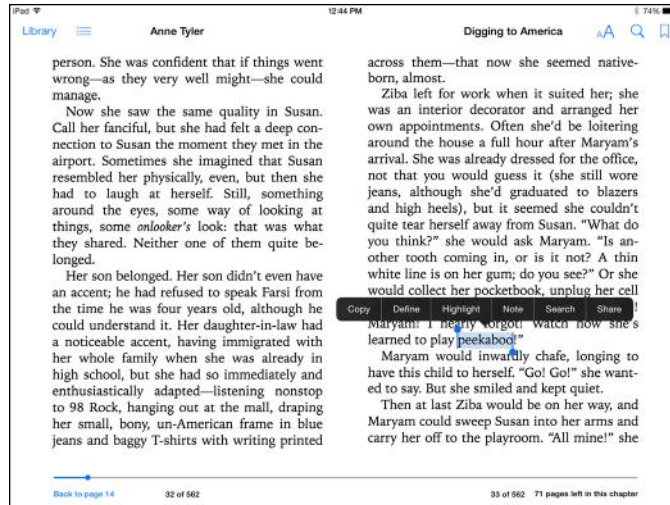 iPad 12:44 PM 74%
Library Anne Tyler Digging to America AA
person. She was confident that if things went
wrong—as they very well might—she could
manage.
Now she saw the same quality in Susan.
Call her fanciful, but she had felt a deep con-
nection to Susan the moment they met in the
airport. Sometimes she imagined that Susan
resembled her physically, even, but then she
had to laugh at herself. Still, something
around the eyes, some way of looking at
things, some onlooker's look: that was what
they shared. Neither one of them quite be-
longed.
Her son belonged. Her son didn't even have
an accent; he had refused to speak Farsi from
the time he was four years old, although he
could understand it. Her daughter-in-law had
a noticeable accent, having immigrated with
her whole family when she was already in
high school, but she had so immediately and
enthusiastically adapted—listening nonstop
to 98 Rock, hanging out at the mall, draping
her small, bony, un-American frame in blue
jeans and baggy T-shirts with writing printed
across them—that now she seemed native-
born, almost.
Ziba left for work when it suited her; she
was an interior decorator and arranged her
own appointments. Often she'd be loitering
around the house a full hour after Maryam's
arrival. She was already dressed for the office,
not that you would guess it (she still wore
jeans, although she'd graduated to blazers
and high heels), but it seemed she couldn't
quite tear herself away from Susan. "What do
you think?" she would ask Maryam. "Is an-
other tooth coming in, or is it not? A thin
white line is on her gum; do you see?" Or she
would collect her pocketbook, unplug her cell
!
Copy Define Highlight Note Search Share
Maryam! I nearly forgot! Watch how she's
learned to play peekaboo!"
Maryam would inwardly chafe, longing to
have this child to herself. "Go! Go!" she want-
ed to say. But she smiled and kept quiet.
Then at last Ziba would be on her way, and
Maryam could sweep Susan into her arms and
carry her off to the playroom. "All mine!" she
Back to page 14 32 of 562 33 of 562 71 pages left in this chapter